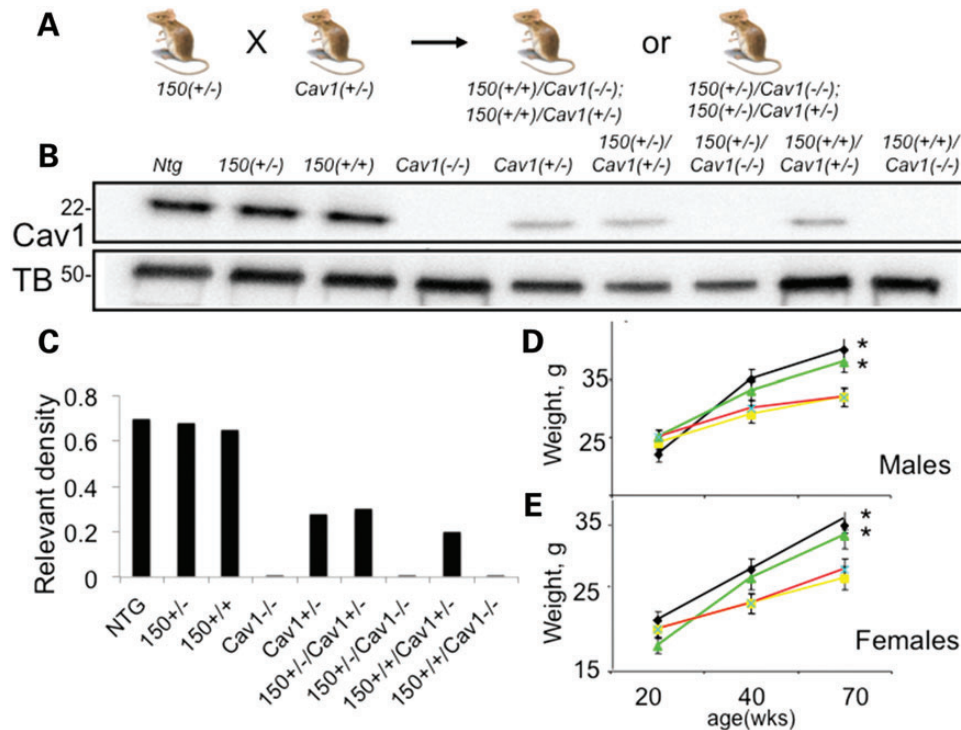 A
X
or
150(+/-)
Cav1(+/-)
150(+/+)/Cav1(-/-);
150(+/+)/Cav1(+/-)
150(+/-)/Cav1(-/-);
150(+/-)/Cav1(+/-)
B
Ntg
150(+/-)
150(+/+)
Cav1(-/-)
Cav1(+/-)
150(+/-)/
Cav1(+/-)
150(+/-)/
Cav1(-/-)
150(+/+)/
Cav1(+/-)
150(+/+)/
Cav1(-/-)
22-
Cav1
TB 50-
C
Relevant density
0.8
0.6
0.4
0.2
0
NTG
150+/-
150+/+
Cav1-/-
Cav1+/-
150+/-/Cav1+/-
150+/-/Cav1-/-
150+/+/Cav1+/-
150+/+/Cav1-/-
D
Weight, g
35
25
*
*
Males
E
Weight, g
35
25
15
*
*
Females
20 40 70
age(wks)